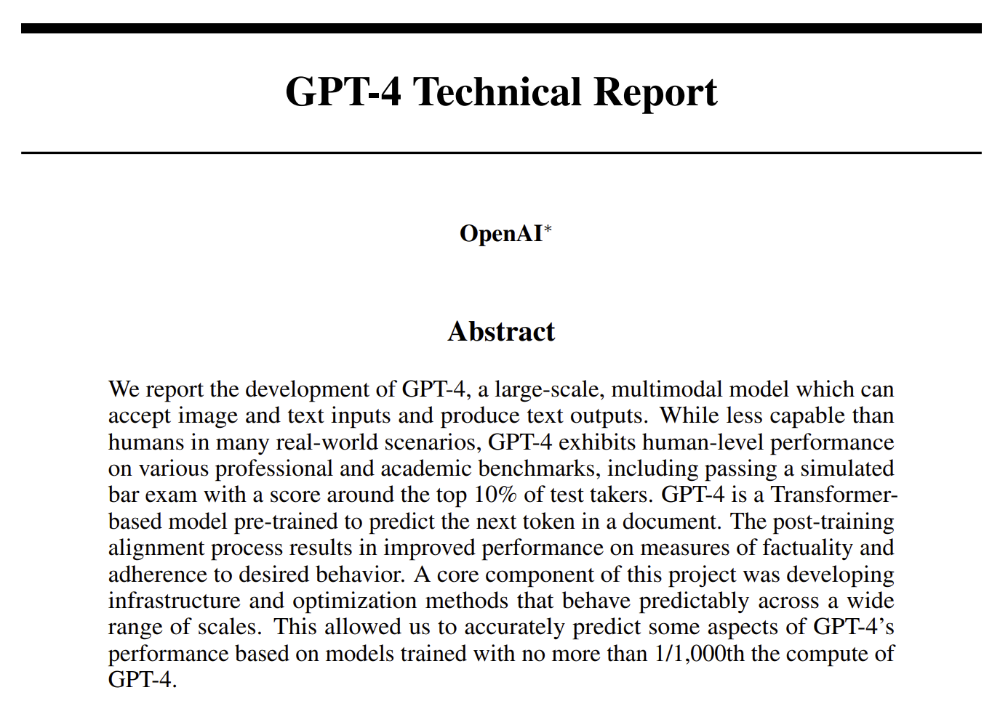 GPT-4 Technical Report
OpenAI*
Abstract
We report the development of GPT-4, a large-scale, multimodal model which can
accept image and text inputs and produce text outputs. While less capable than
humans in many real-world scenarios, GPT-4 exhibits human-level performance
on various professional and academic benchmarks, including passing a simulated
bar exam with a score around the top 10% of test takers. GPT-4 is a Transformer-
based model pre-trained to predict the next token in a document. The post-training
alignment process results in improved performance on measures of factuality and
adherence to desired behavior. A core component of this project was developing
infrastructure and optimization methods that behave predictably across a wide
range of scales. This allowed us to accurately predict some aspects of GPT-4's
performance based on models trained with no more than 1/1,000th the compute of
GPT-4.